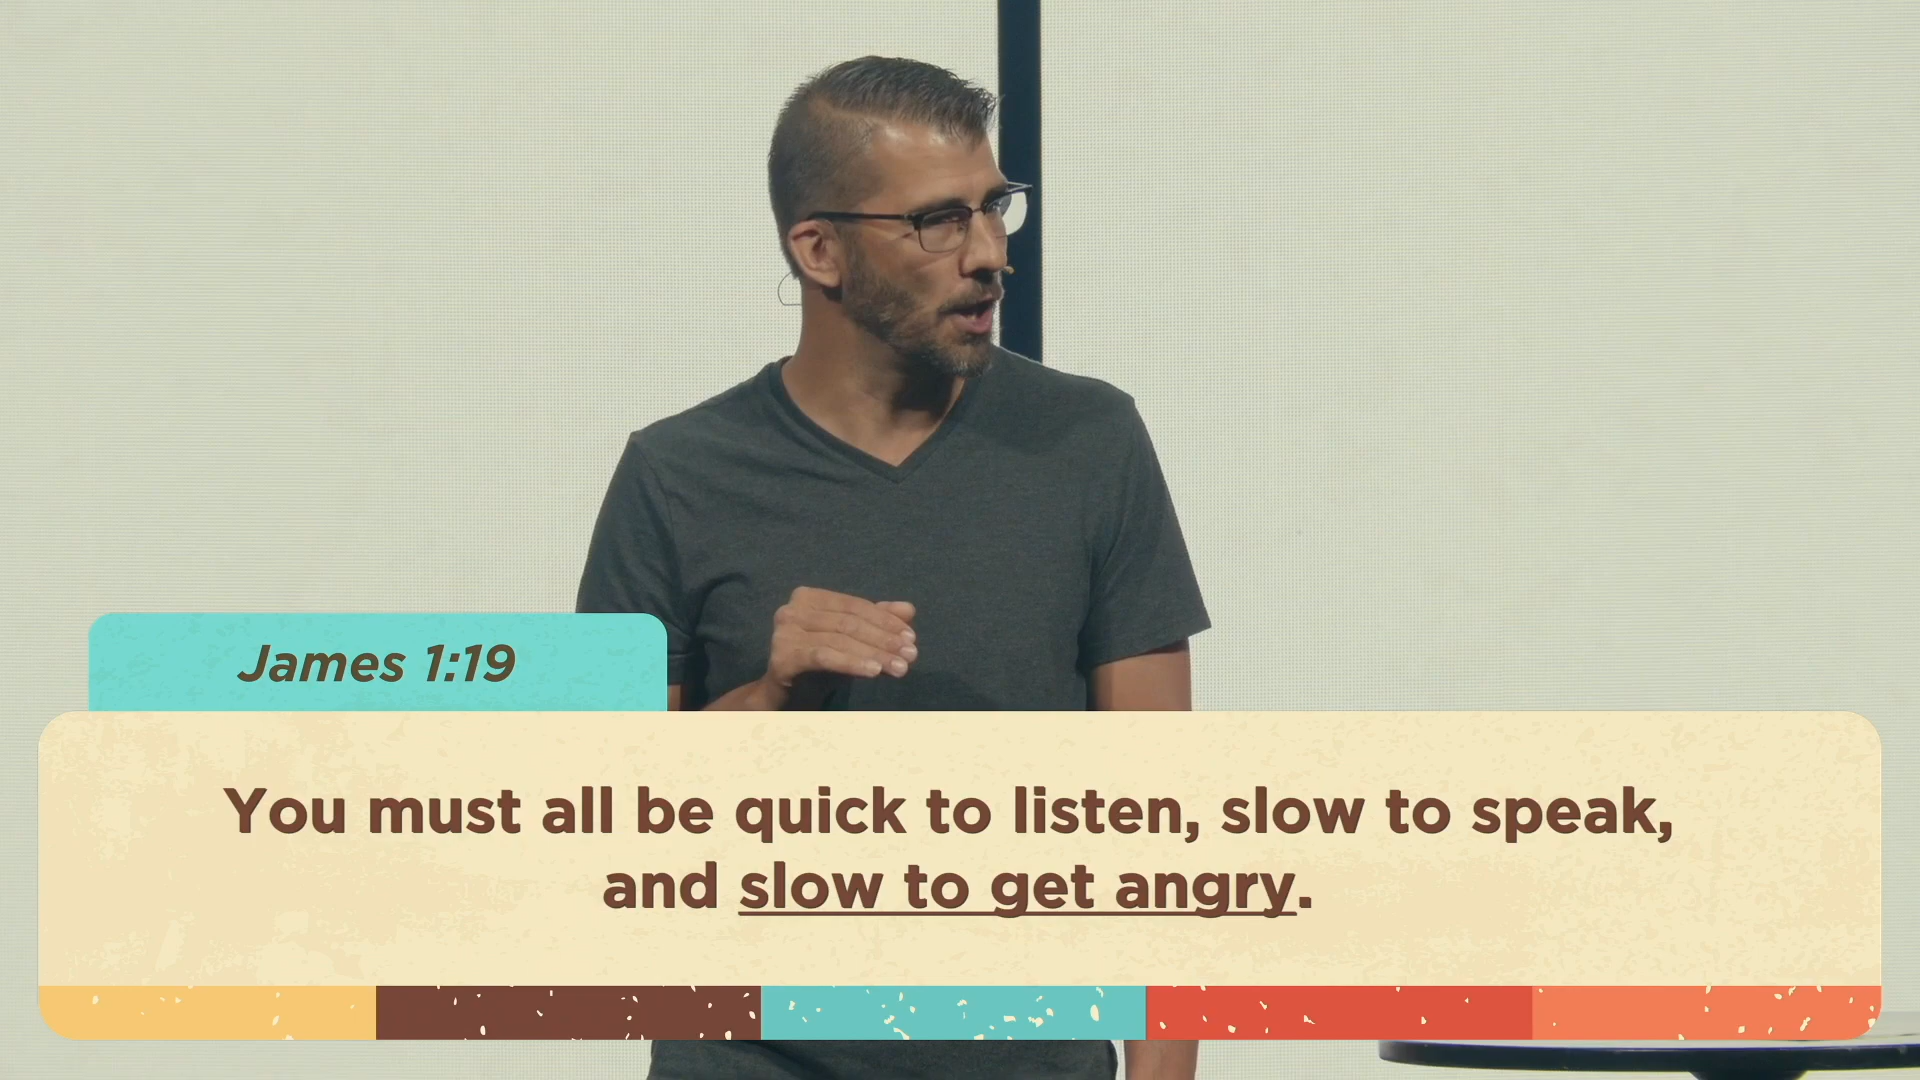 James 1:19
You must all be quick to listen, slow to speak,
and slow to get angry.